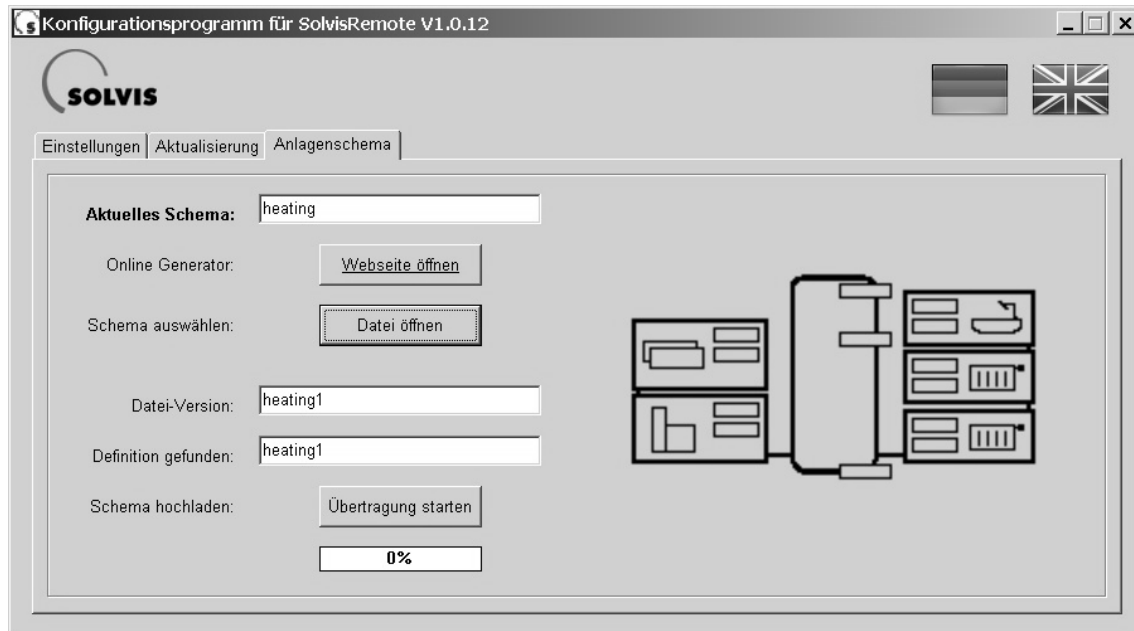 Konfigurationsprogramm für SolvisRemote V1.0.12
SOLVIS
Einstellungen Aktualisierung Anlagenschema
Aktuelles Schema: heating
Online Generator: Webseite öffnen
Schema auswählen: Datei öffnen
Datei-Version: heating1
Definition gefunden: heating1
Schema hochladen: Übertragung starten
0%